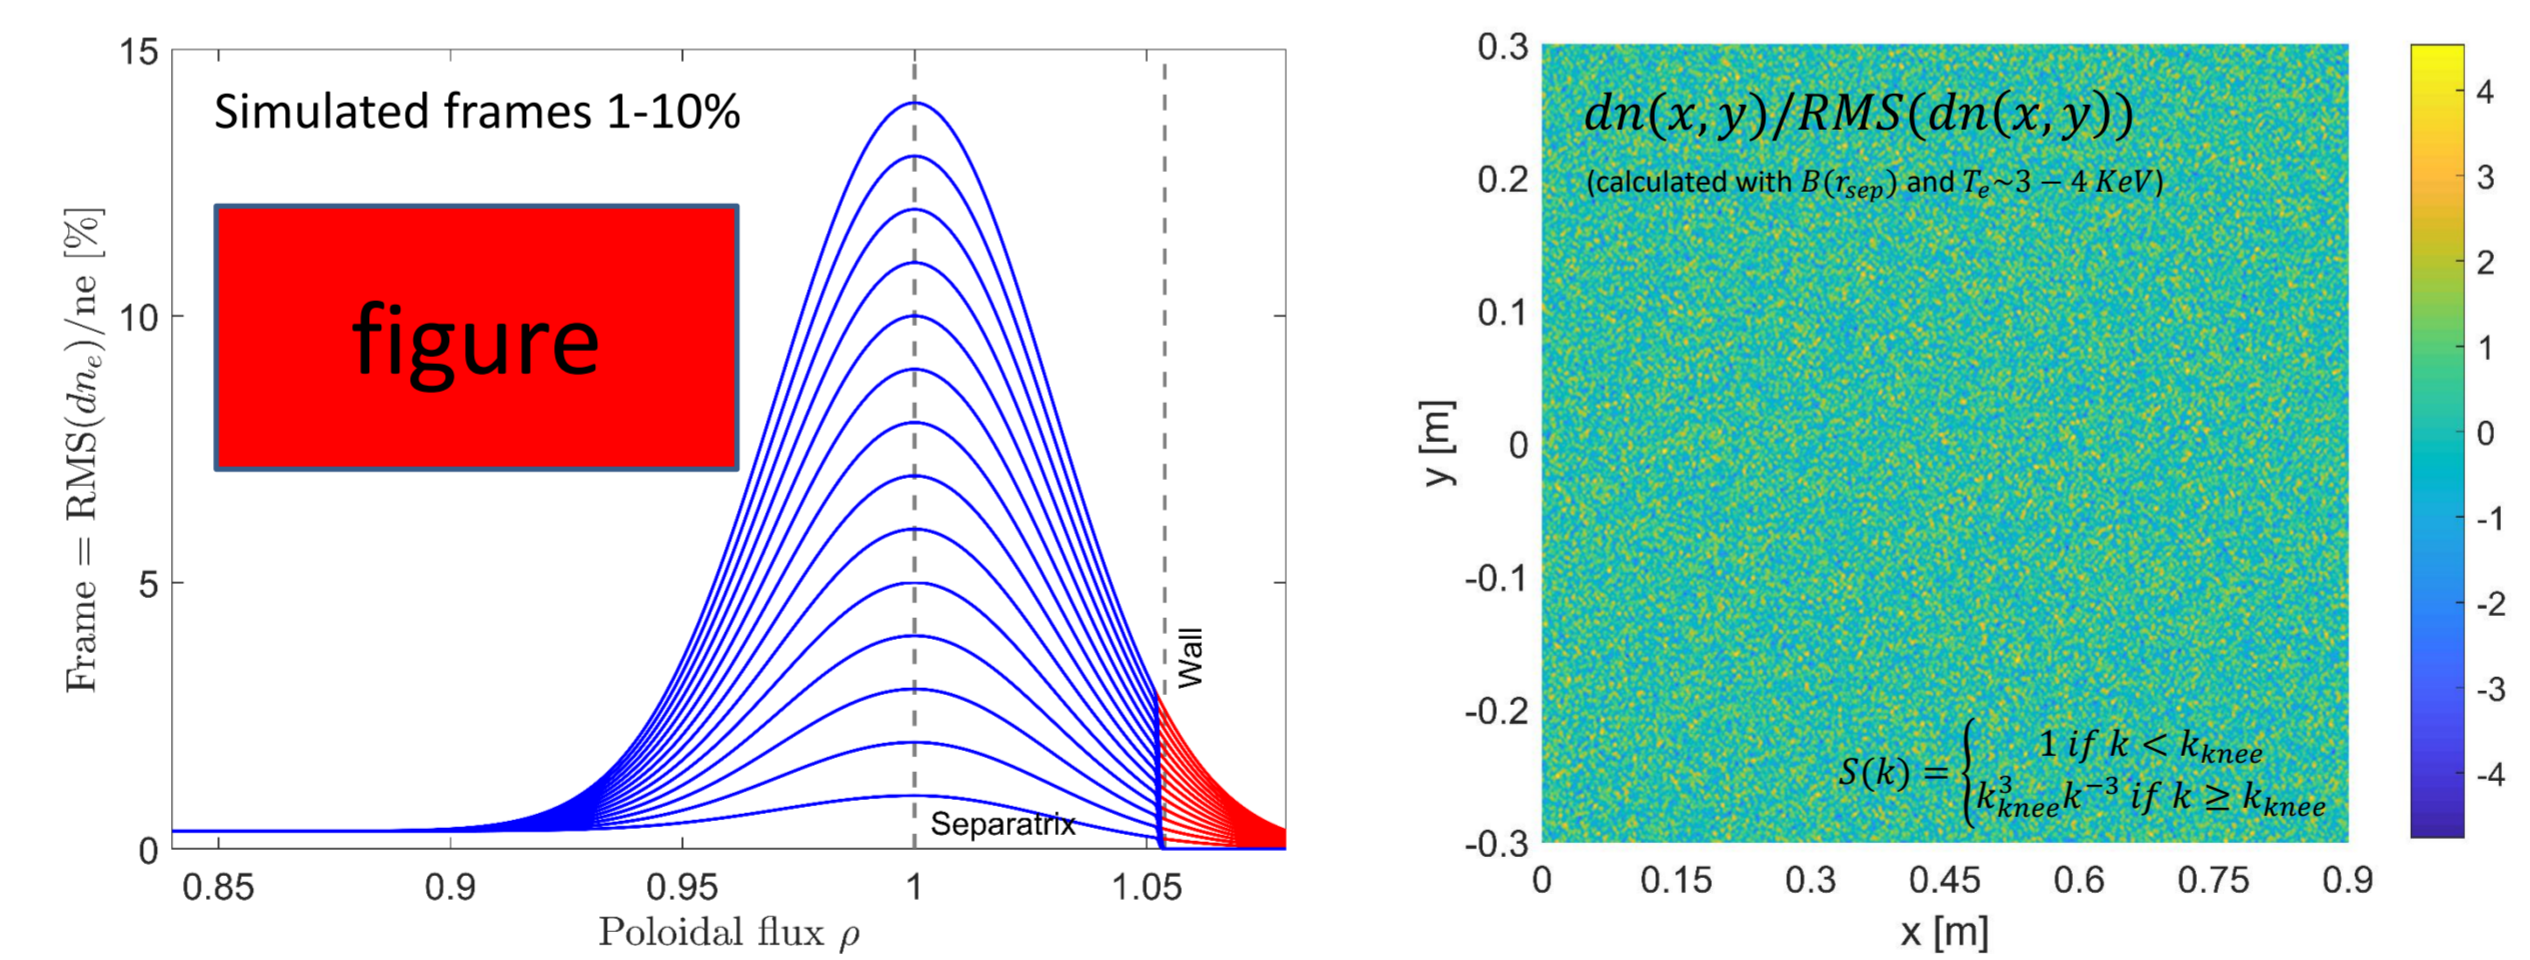 15
10
5
0
Frame = RMS(dn_e)/ne [%]
Simulated frames 1-10%
figure
Separatrix
Wall
0.85 0.9 0.95 1 1.05
Poloidal flux ρ
0.3
0.2
0.1
0
-0.1
-0.2
-0.3
y [m]
dn(x, y)/RMS(dn(x, y))
(calculated with B(r_sep) and T_e~3 − 4 KeV)
S(k) = { 1 if k < k_knee
k_knee^3 k^−3 if k ≥ k_knee
0 0.15 0.3 0.45 0.6 0.75 0.9
x [m]
4
3
2
1
0
-1
-2
-3
-4